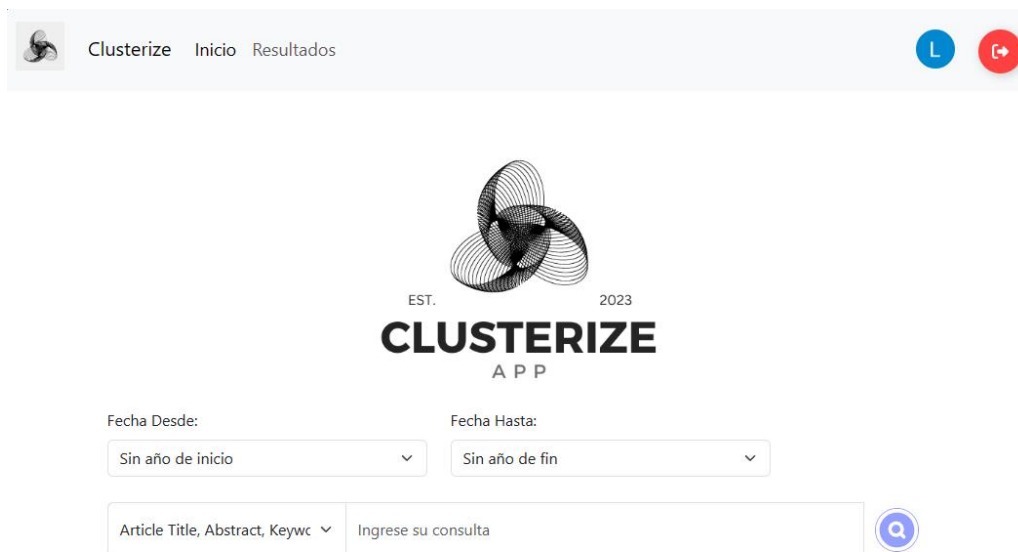 Clusterize Inicio Resultados L
EST. 2023
CLUSTERIZE
APP
Fecha Desde: Fecha Hasta:
Sin año de inicio Sin año de fin
Article Title, Abstract, Keywc Ingrese su consulta